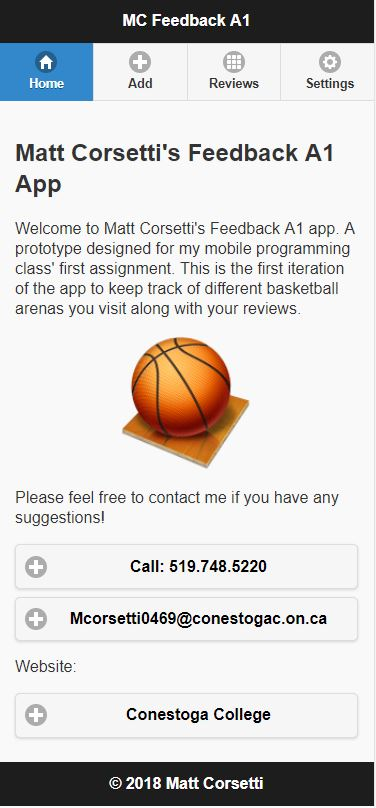 MC Feedback A1
Home Add Reviews Settings
Matt Corsetti's Feedback A1
App
Welcome to Matt Corsetti's Feedback A1 app. A
prototype designed for my mobile programming
class' first assignment. This is the first iteration
of the app to keep track of different basketball
arenas you visit along with your reviews.
Please feel free to contact me if you have any
suggestions!
Call: 519.748.5220
Mcorsetti0469@conestogac.on.ca
Website:
Conestoga College
© 2018 Matt Corsetti